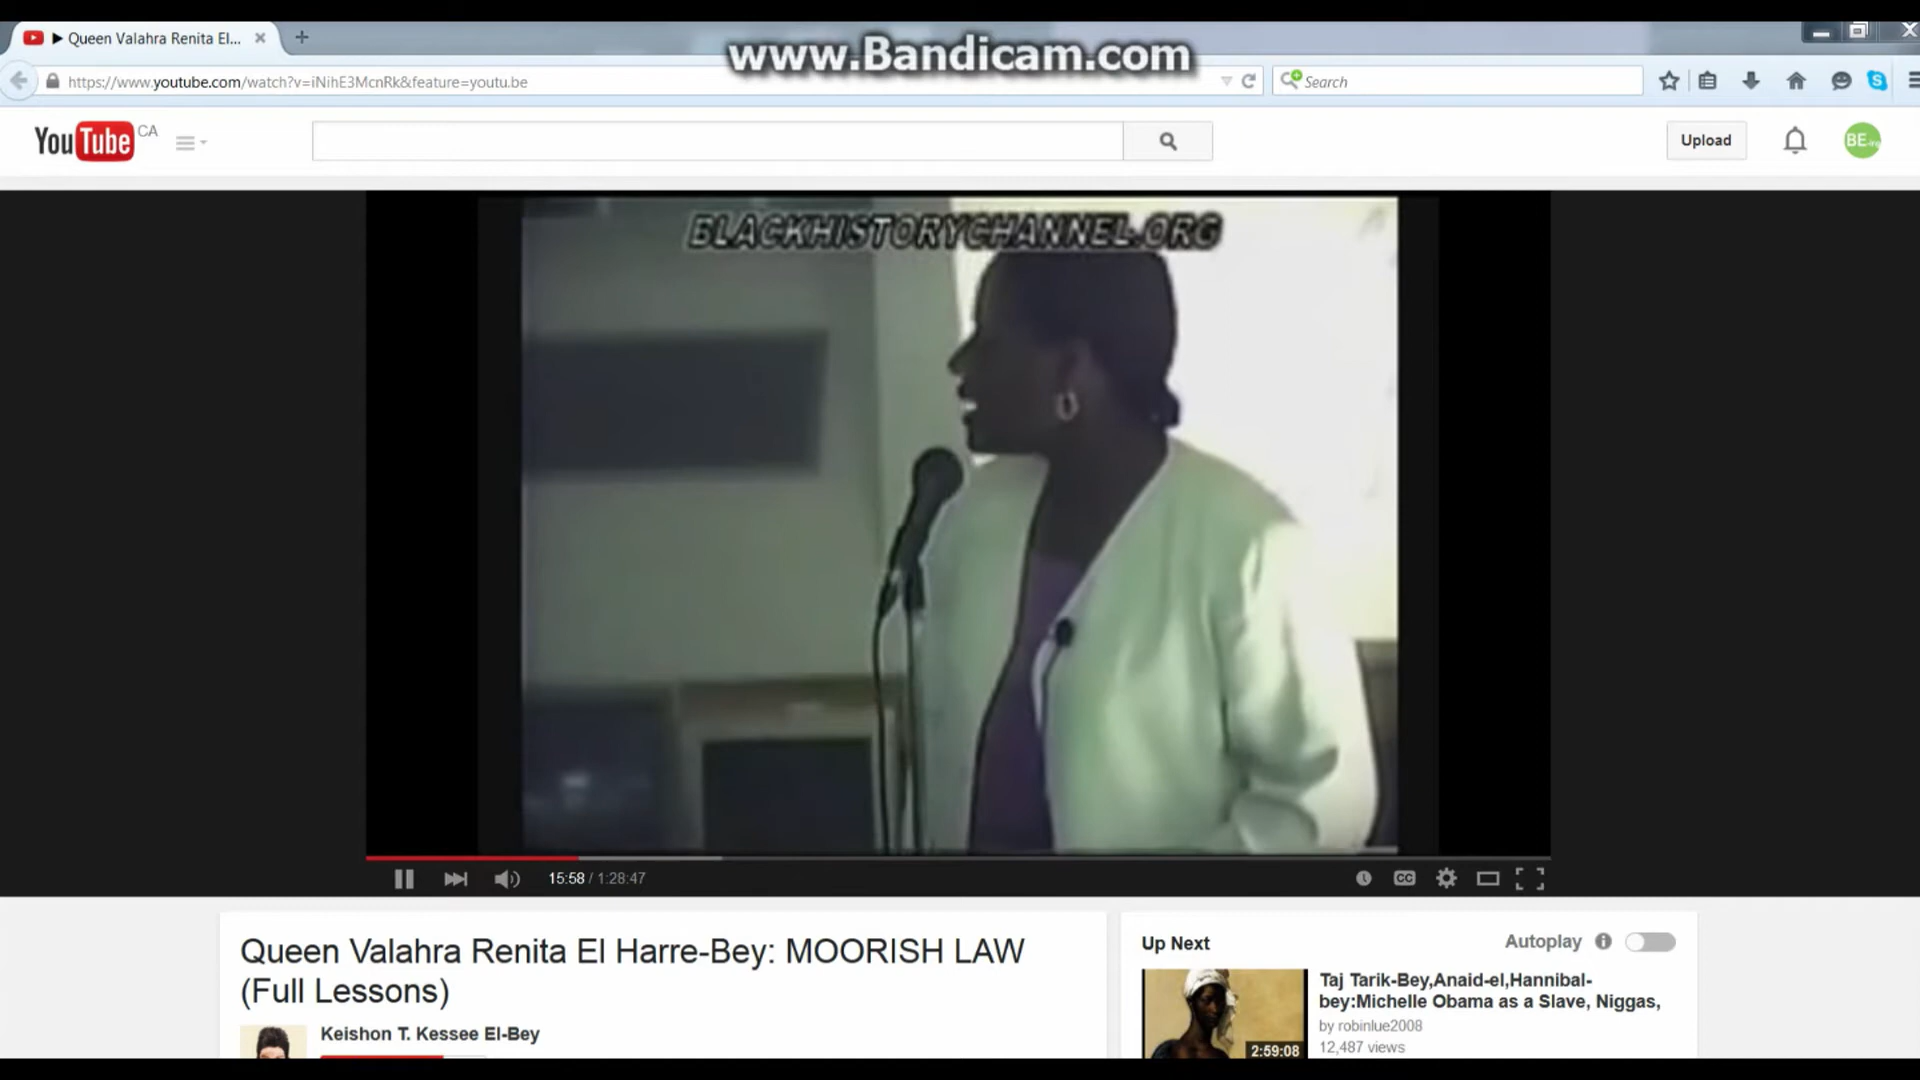 ▶ Queen Valahra Renita El...
www.Bandicam.com
https://www.youtube.com/watch?v=iNihE3McnRk&feature=youtu.be
Search
YouTube CA
Upload
BE-ing
BLACKHISTORYCHANNEL.ORG
15:58 / 1:28:47
CC
Queen Valahra Renita El Harre-Bey: MOORISH LAW
(Full Lessons)
Keishon T. Kessee El-Bey
Up Next
Autoplay
Taj Tarik-Bey,Anaid-el,Hannibal-
bey:Michelle Obama as a Slave, Niggas,
by robinlue2008
12,487 views
2:59:08